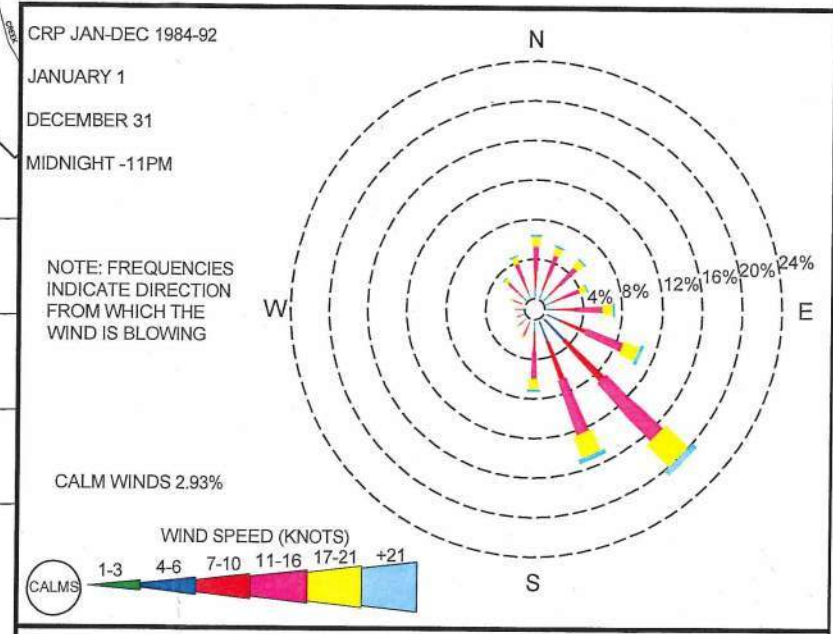 CREEK
CRP JAN-DEC 1984-92
JANUARY 1
DECEMBER 31
MIDNIGHT -11PM
NOTE: FREQUENCIES
INDICATE DIRECTION
FROM WHICH THE
WIND IS BLOWING
N
W
4% 8% 12% 16% 20% 24%
E
S
CALM WINDS 2.93%
WIND SPEED (KNOTS)
CALMS 1-3 4-6 7-10 11-16 17-21 +21